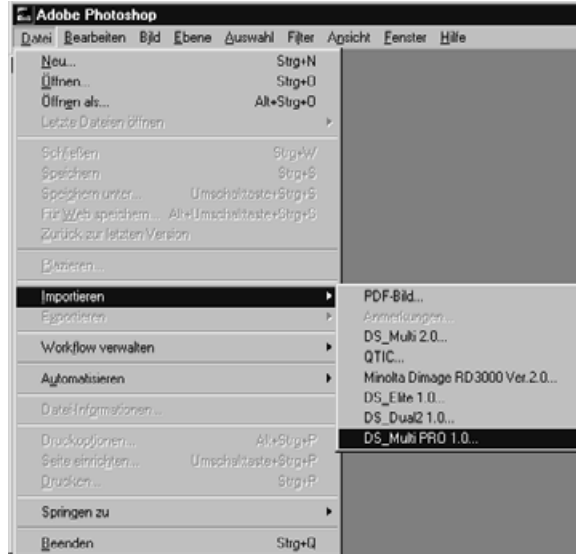 Adobe Photoshop
Datei Bearbeiten Bild Ebene Auswahl Filter Ansicht Fenster Hilfe
Neu... Strg+N
Öffnen... Strg+O
Öffnen als... Alt+Strg+O
Letzte Dateien öffnen
Schließen Strg+W
Speichern Strg+S
Speichern unter... Umschalttaste+Strg+S
Für Web speichern... Alt+Umschalttaste+Strg+S
Zurück zur letzten Version
Plazieren...
Importieren
Exportieren
Workflow verwalten
Automatisieren
Datei-Informationen...
Druckoptionen... Alt+Strg+P
Seite einrichten... Umschalttaste+Strg+P
Drucken... Strg+P
Springen zu
Beenden Strg+Q
PDF-Bild...
Anmerkungen...
DS_Multi 2.0...
QTIC...
Minolta Dimage RD3000 Ver.2.0...
DS_Elite 1.0...
DS_Dual2 1.0...
DS_Multi PRO 1.0...